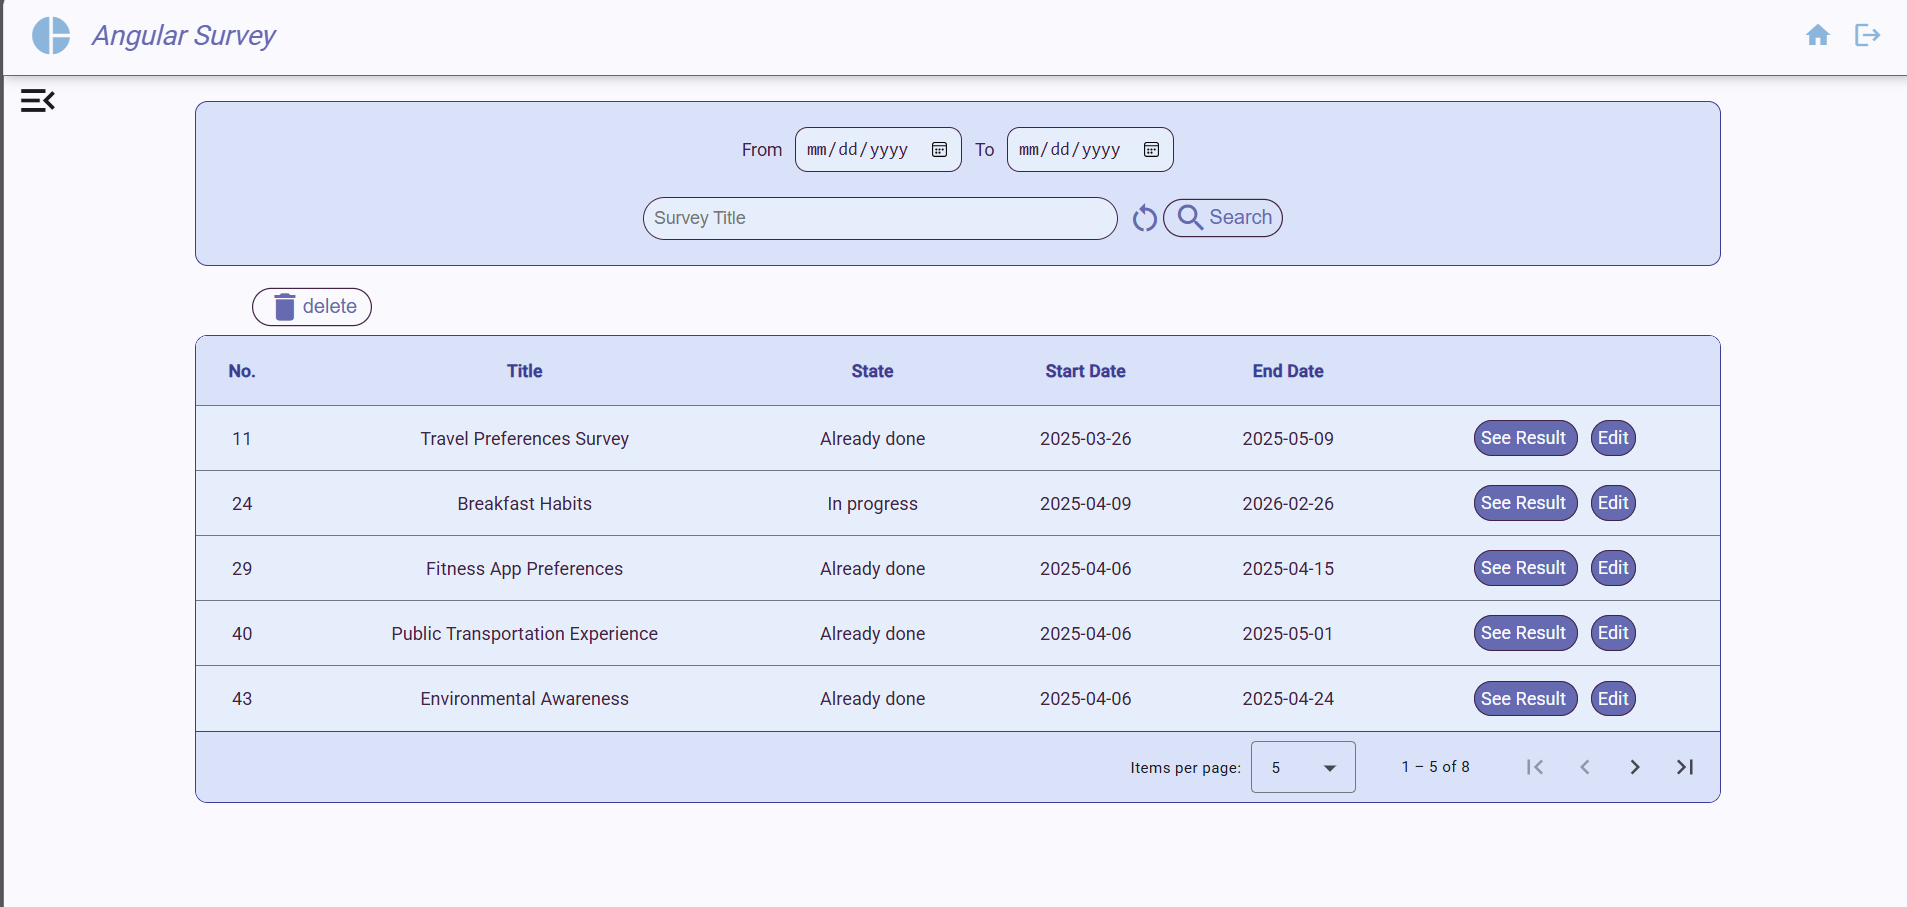 Angular Survey
From mm/dd/yyyy To mm/dd/yyyy
Survey Title Search
delete
No. Title State Start Date End Date
11 Travel Preferences Survey Already done 2025-03-26 2025-05-09 See Result Edit
24 Breakfast Habits In progress 2025-04-09 2026-02-26 See Result Edit
29 Fitness App Preferences Already done 2025-04-06 2025-04-15 See Result Edit
40 Public Transportation Experience Already done 2025-04-06 2025-05-01 See Result Edit
43 Environmental Awareness Already done 2025-04-06 2025-04-24 See Result Edit
Items per page: 5 1 – 5 of 8